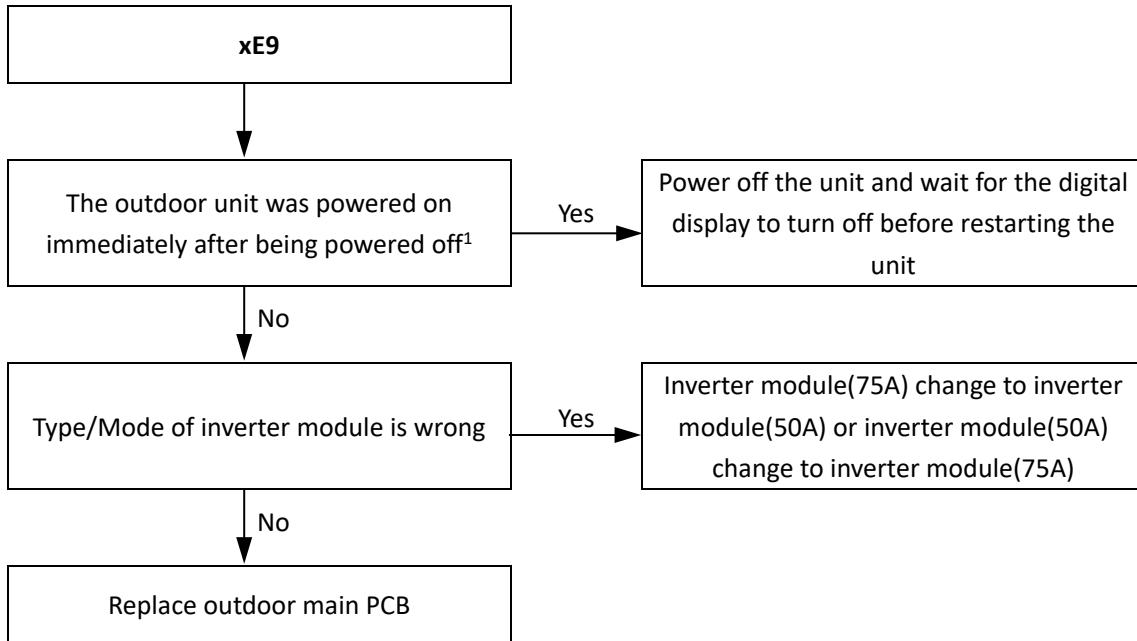 xE9
The outdoor unit was powered on
immediately after being powered off¹
Yes
Power off the unit and wait for the digital
display to turn off before restarting the
unit
No
Type/Mode of inverter module is wrong
Yes
Inverter module(75A) change to inverter
module(50A) or inverter module(50A)
change to inverter module(75A)
No
Replace outdoor main PCB